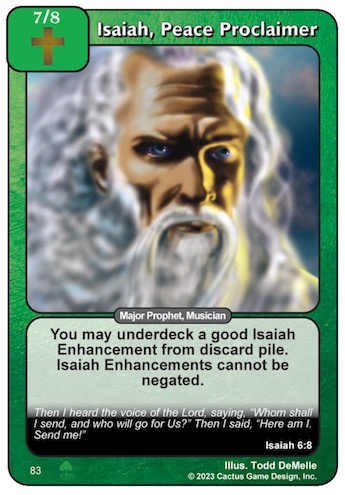 7/8
Isaiah, Peace Proclaimer
Major Prophet, Musician
You may underdeck a good Isaiah
Enhancement from discard pile.
Isaiah Enhancements cannot be
negated.
Then I heard the voice of the Lord, saying, "Whom shall
I send, and who will go for Us?" Then I said, "Here am I.
Send me!"
Isaiah 6:8
Illus. Todd DeMelle
83
© 2023 Cactus Game Design, Inc.